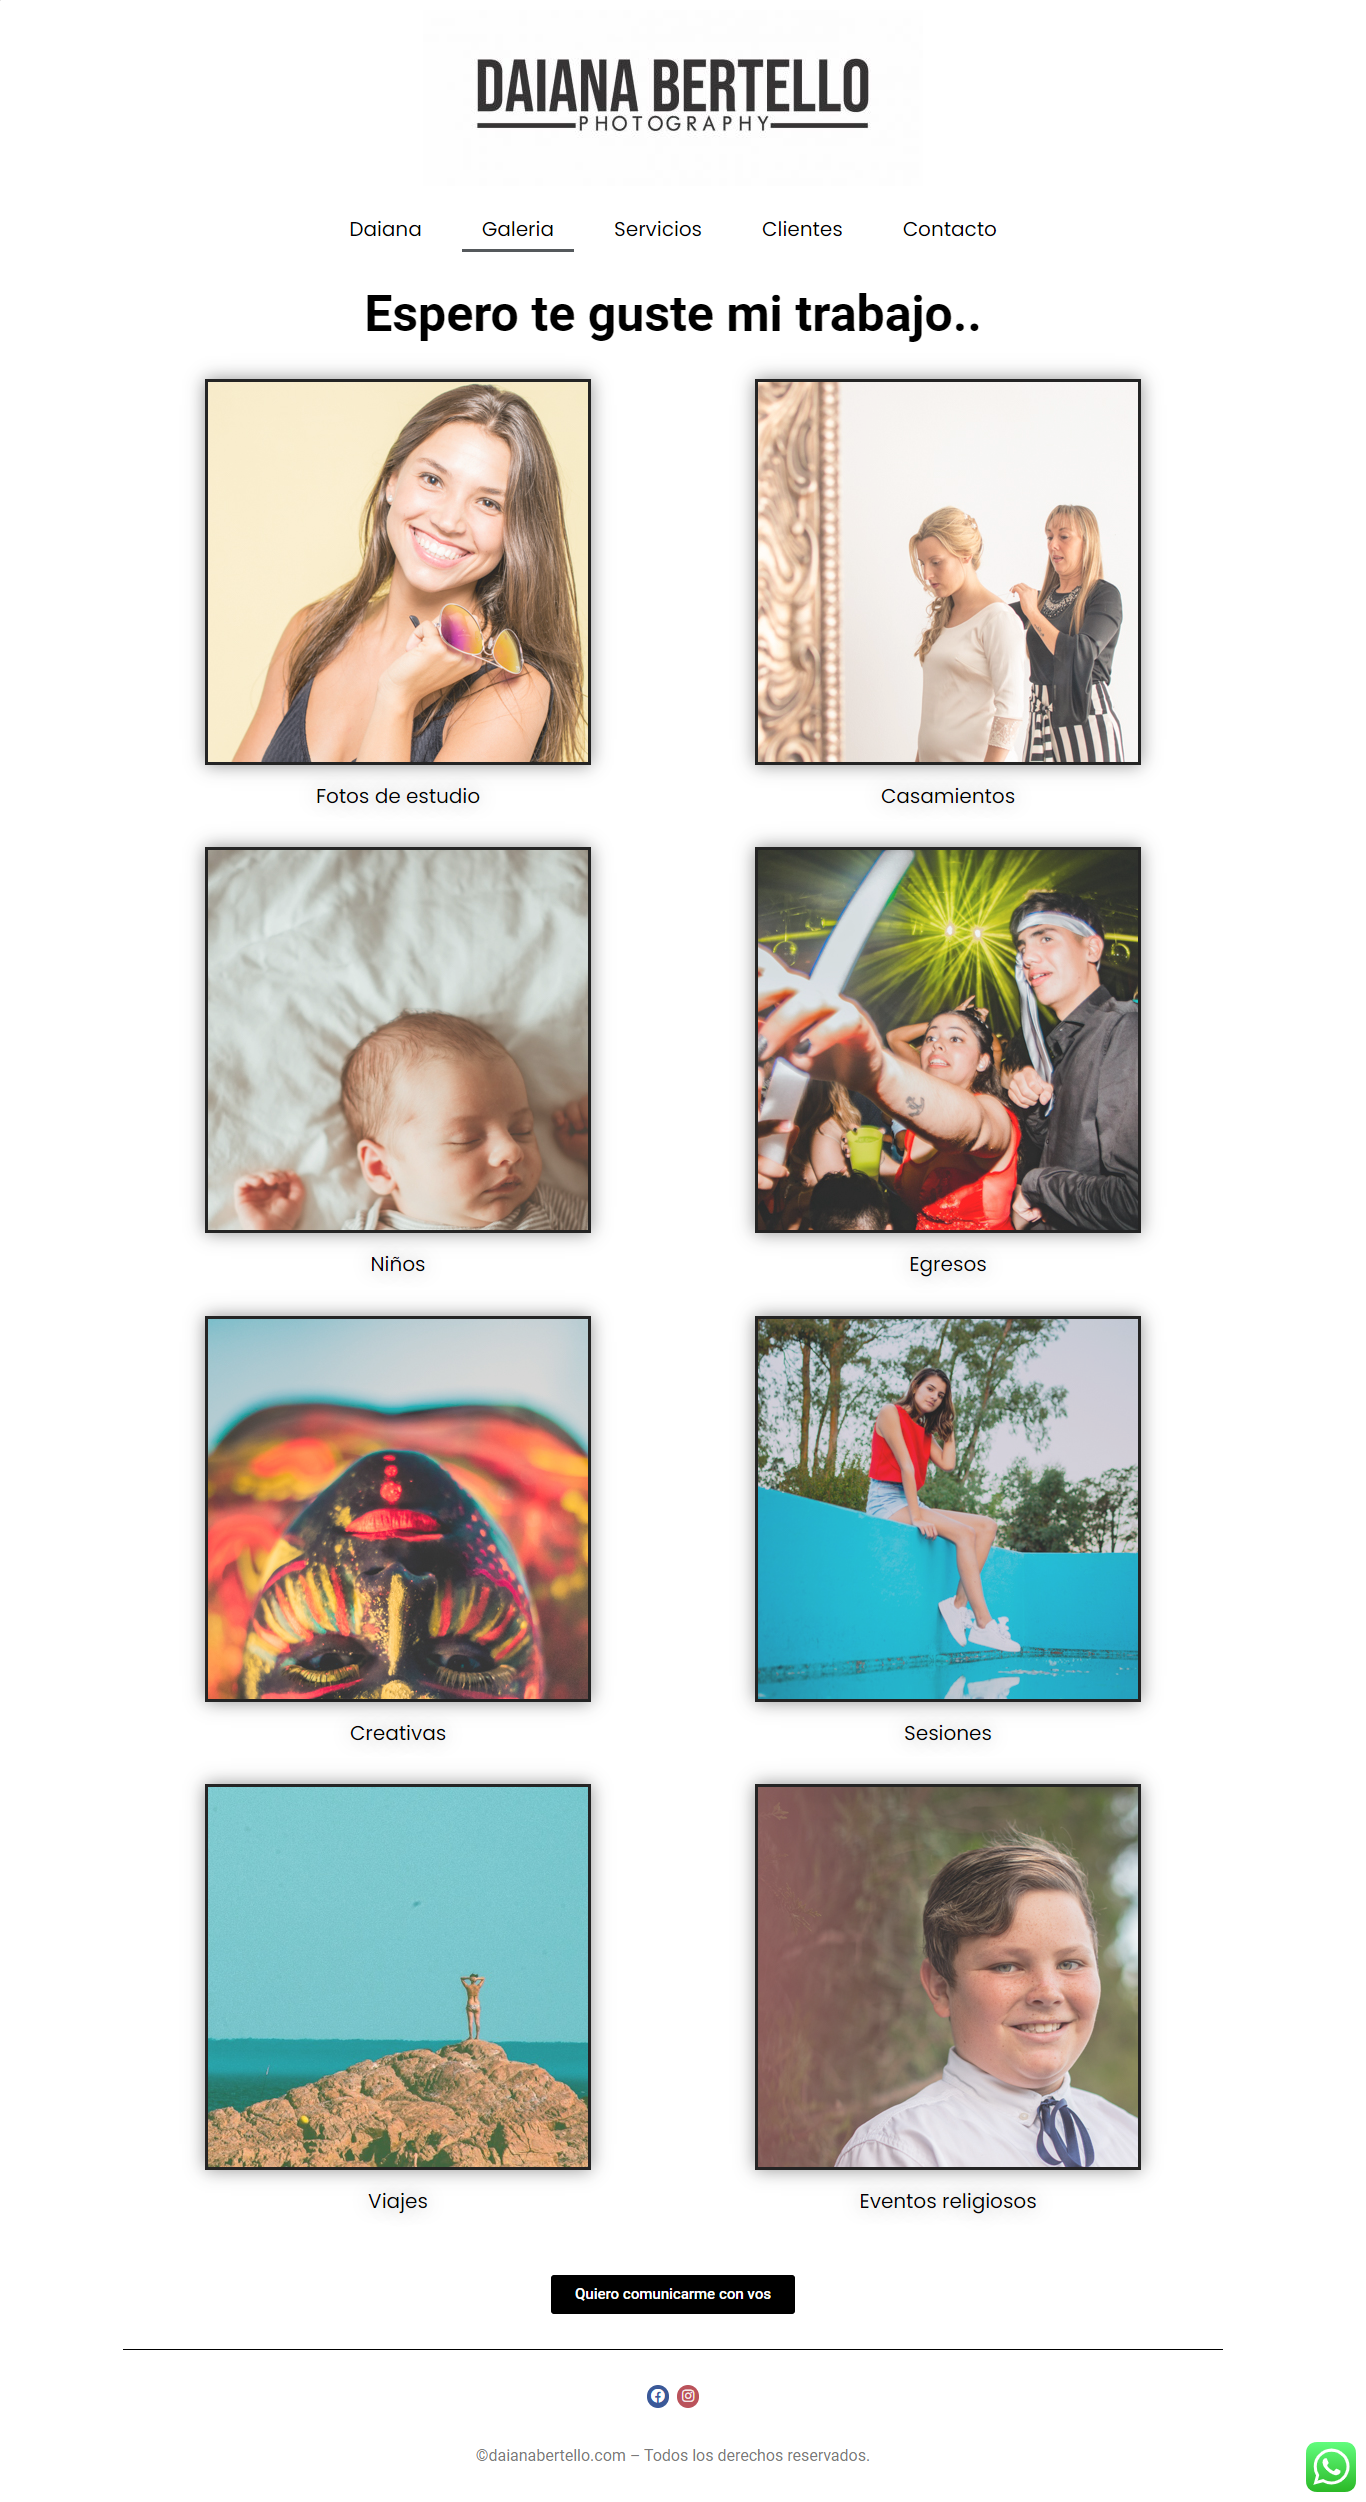 DAIANA BERTELLO
PHOTOGRAPHY
Daiana
Galeria
Servicios
Clientes
Contacto
Espero te guste mi trabajo..
Fotos de estudio
Casamientos
Niños
Egresos
Creativas
Sesiones
Viajes
Eventos religiosos
Quiero comunicarme con vos
©daianabertello.com – Todos los derechos reservados.